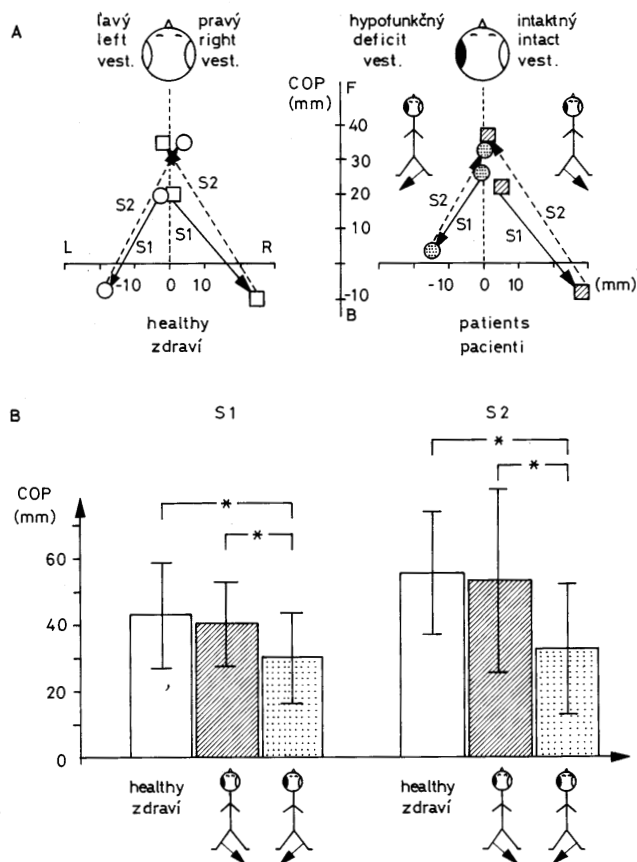 A
ľavý
left
vest.
pravý
right
vest.
hypofunkčný
deficit
vest.
intaktný
intact
vest.
COP
(mm)
F
40
30
20
10
0
-10
B
S2
S2
S1
S1
L
R
-10
0
10
healthy
zdraví
S2
S1
S2
S1
-10
0
10
(mm)
patients
pacienti
B
S1
S2
COP
(mm)
60
40
20
0
*
*
*
*
healthy
zdraví
healthy
zdraví